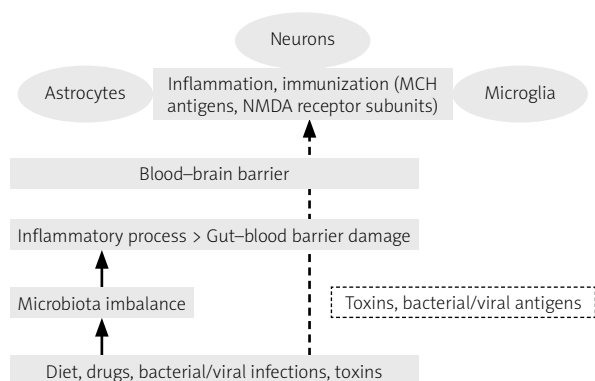 Neurons
Astrocytes
Inflammation, immunization (MCH
antigens, NMDA receptor subunits)
Microglia
Blood–brain barrier
Inflammatory process > Gut–blood barrier damage
Microbiota imbalance
Toxins, bacterial/viral antigens
Diet, drugs, bacterial/viral infections, toxins